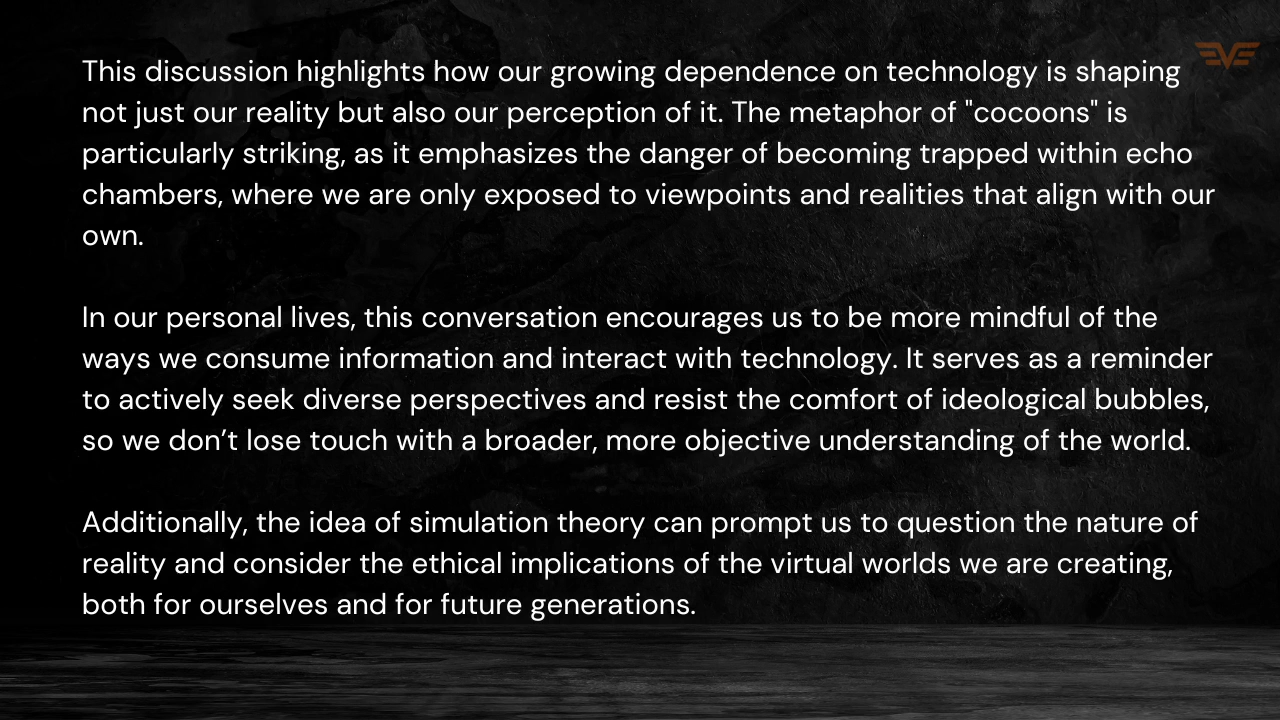 This discussion highlights how our growing dependence on technology is shaping
not just our reality but also our perception of it. The metaphor of "cocoons" is
particularly striking, as it emphasizes the danger of becoming trapped within echo
chambers, where we are only exposed to viewpoints and realities that align with our
own.
In our personal lives, this conversation encourages us to be more mindful of the
ways we consume information and interact with technology. It serves as a reminder
to actively seek diverse perspectives and resist the comfort of ideological bubbles,
so we don’t lose touch with a broader, more objective understanding of the world.
Additionally, the idea of simulation theory can prompt us to question the nature of
reality and consider the ethical implications of the virtual worlds we are creating,
both for ourselves and for future generations.